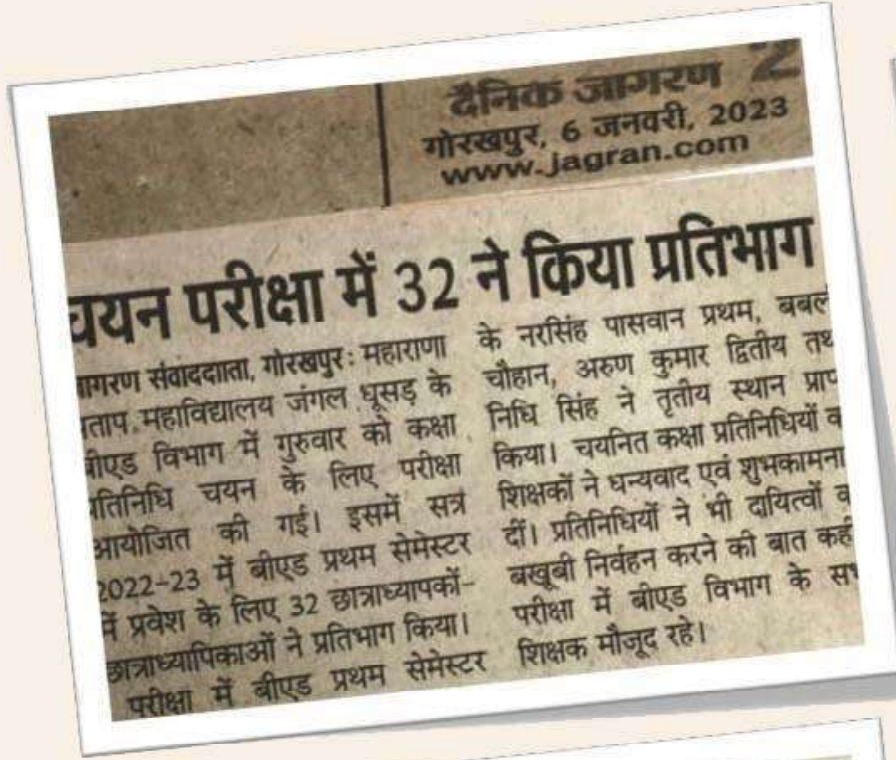 दैनिक जागरण 2
गोरखपुर, 6 जनवरी, 2023
www.jagran.com
चयन परीक्षा में 32 ने किया प्रतिभाग
जागरण संवाददााता, गोरखपुर: महाराणा
प्रताप महाविद्यालय जंगल धूसड़ के
बीएड विभाग में गुरुवार को कक्षा
प्रतिनिधि चयन के लिए परीक्षा
आयोजित की गई। इसमें सत्र
2022-23 में बीएड प्रथम सेमेस्टर
में प्रवेश के लिए 32 छात्राध्यापकों-
छात्राध्यापिकाओं ने प्रतिभाग किया।
परीक्षा में बीएड प्रथम सेमेस्टर
के नरसिंह पासवान प्रथम,
चौहान, अरुण कुमार द्वितीय
निधि सिंह ने तृतीय स्थान
किया। चयनित कक्षा प्रतिनिधियों
शिक्षकों ने धन्यवाद एवं शुभकामना
दीं। प्रतिनिधियों ने भी दायित्वों
बखूबी निर्वहन करने की बात
परीक्षा में बीएड विभाग के
शिक्षक मौजूद रहे।